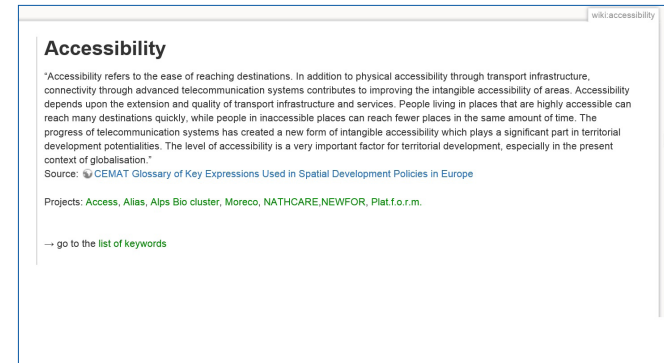 wiki:accessibility
Accessibility
“Accessibility refers to the ease of reaching destinations. In addition to physical accessibility through transport infrastructure,
connectivity through advanced telecommunication systems contributes to improving the intangible accessibility of areas. Accessibility
depends upon the extension and quality of transport infrastructure and services. People living in places that are highly accessible can
reach many destinations quickly, while people in inaccessible places can reach fewer places in the same amount of time. The
progress of telecommunication systems has created a new form of intangible accessibility which plays a significant part in territorial
development potentialities. The level of accessibility is a very important factor for territorial development, especially in the present
context of globalisation.”
Source: CEMAT Glossary of Key Expressions Used in Spatial Development Policies in Europe
Projects: Access, Alias, Alps Bio cluster, Moreco, NATHCARE,NEWFOR, Plat.f.o.r.m.
→ go to the list of keywords